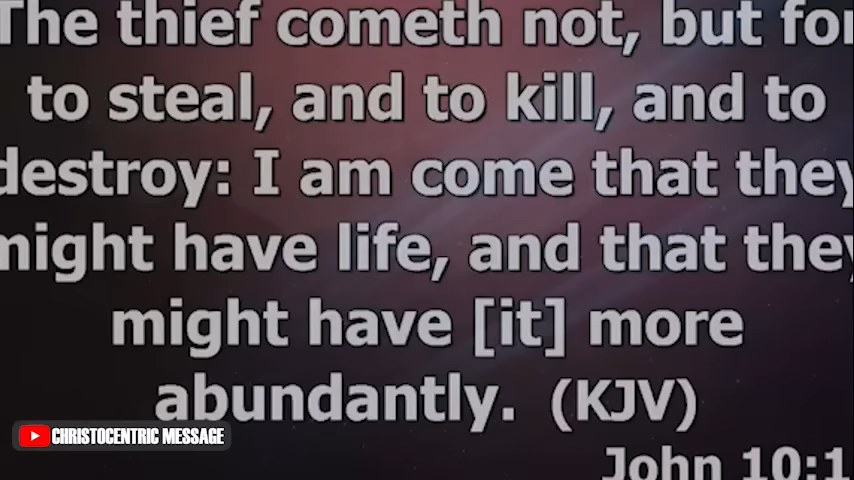 The thief cometh not, but for
to steal, and to kill, and to
destroy: I am come that they
might have life, and that they
might have [it] more
abundantly. (KJV)
CHRISTOCENTRIC MESSAGE
John 10:1